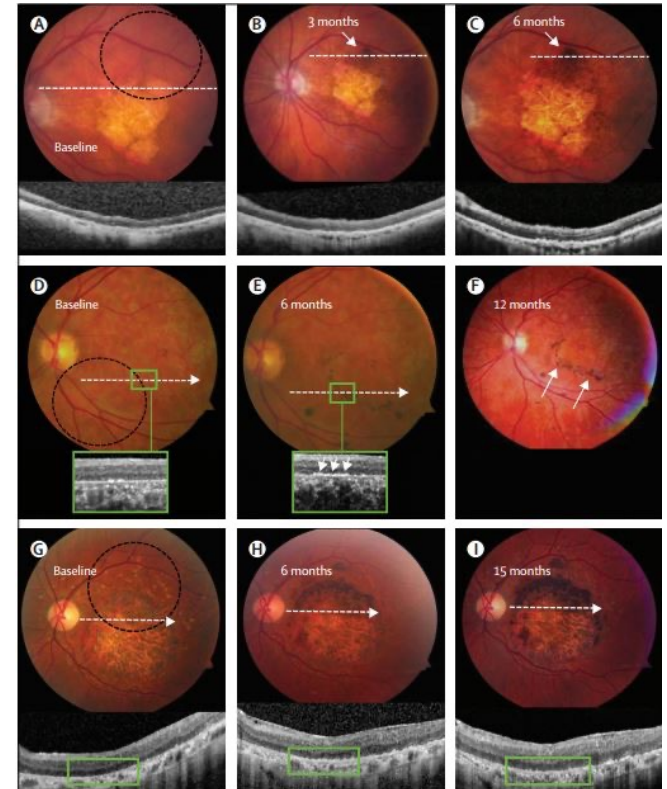 A
Baseline
B
3 months
C
6 months
D
Baseline
E
6 months
F
12 months
G
Baseline
H
6 months
I
15 months